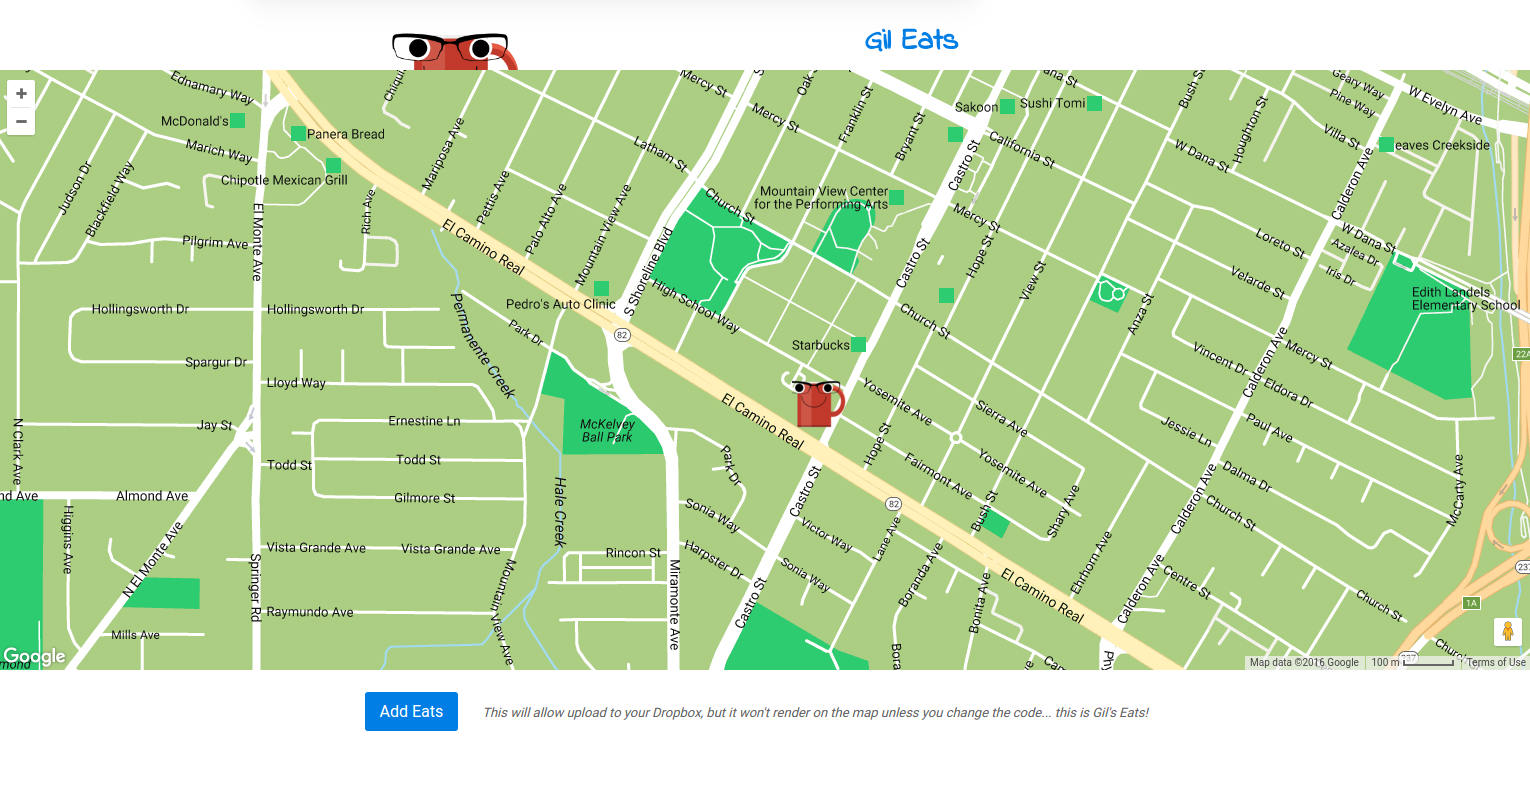 Gil Eats
Ednamary Way
Mercy St
Geary Way
Pine Way
W Evelyn Ave
McDonald's
Panera Bread
Sakoon
Sushi Tomi
Mercy St
Franklin St
Bryant St
Castro St
California St
Bush St
Houghton St
Villa St
eaves Creekside
Marich Way
Chipotle Mexican Grill
Judson Dr
Blackfield Way
Mariposa Ave
Latham St
W Dana St
Calderon Ave
Rich Ave
Pettis Ave
Palo Alto Ave
Mountain View Ave
Church St
Mountain View Center
for the Performing Arts
Mercy St
Hope St
Castro St
View St
Loreto St
W Dana St
Azalea Dr
Iris Dr
El Monte Ave
Pilgrim Ave
El Camino Real
S Shoreline Blvd
Velarde St
Edith Landels
Elementary School
Hollingsworth Dr
Hollingsworth Dr
Permanente Creek
Pedro's Auto Clinic
High School Way
Church St
Anza St
Park Dr
82
Starbucks
Vincent Dr
Calderon Ave
Mercy St
22A
Spargur Dr
Lloyd Way
Eldora Dr
El Camino Real
Yosemite Ave
Sierra Ave
Jessie Ln
Paul Ave
N Clark Ave
Jay St
Ernestine Ln
McKelvey
Ball Park
Hope St
Todd St
Todd St
Park Dr
Fairmont Ave
Yosemite Ave
Dalma Dr
McCarty Ave
nd Ave
Almond Ave
Gilmore St
Hale Creek
Castro St
82
Bush St
Shary Ave
Calderon Ave
Church St
Higgins Ave
N El Monte Ave
Springer Rd
Vista Grande Ave
Vista Grande Ave
Rincon St
Sonia Way
Victor Way
Lane Ave
Harpster Dr
Sonia Way
Boranda Ave
Ehrhorn Ave
El Camino Real
Calderon Ave
Centre St
Church St
237
1A
Raymundo Ave
Mountain View Ave
Miramonte Ave
Castro St
Bonita Ave
Mills Ave
Google
Map data ©2016 Google
100 m
Terms of Use
Add Eats
This will allow upload to your Dropbox, but it won't render on the map unless you change the code... this is Gil's Eats!